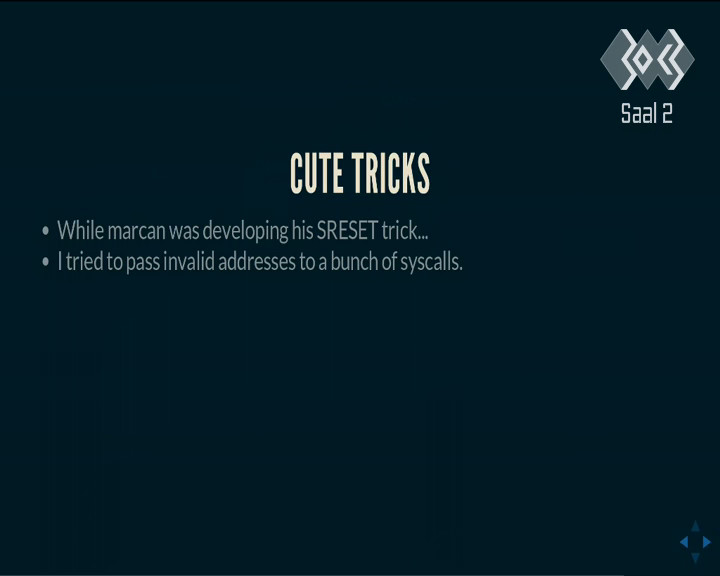 Saal 2
CUTE TRICKS
• While marcan was developing his SRESET trick...
• I tried to pass invalid addresses to a bunch of syscalls.